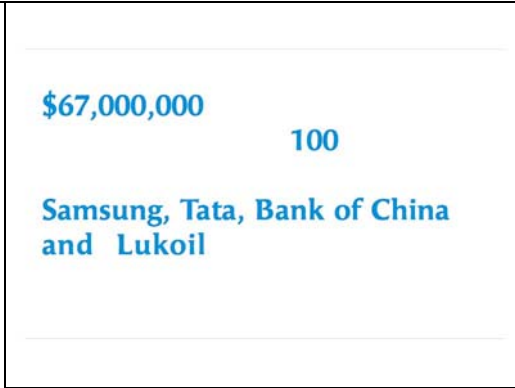 $67,000,000
100
Samsung, Tata, Bank of China
and Lukoil